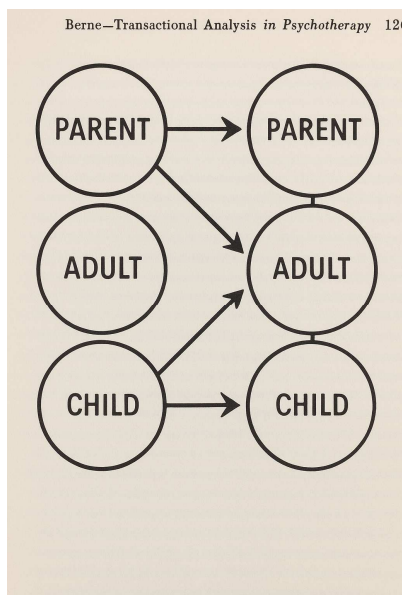 Berne—Transactional Analysis in Psychotherapy
PARENT PARENT
ADULT ADULT
CHILD CHILD